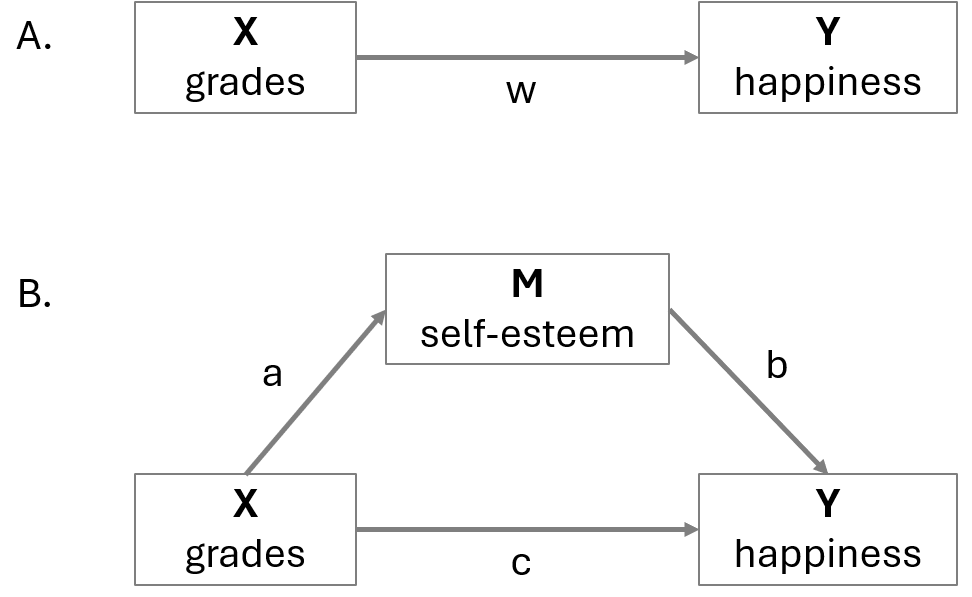 A.
X
grades
w
Y
happiness
B.
M
self-esteem
a
b
X
grades
c
Y
happiness